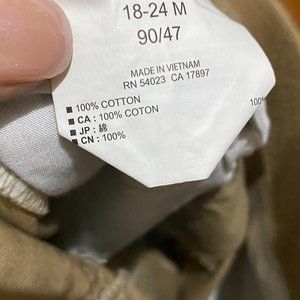 18-24 M
90/47
MADE IN VIETNAM
RN 54023 CA 17897
■ 100% COTTON
■ CA : 100% COTON
■ JP : 綿
■ CN : 100%
100%